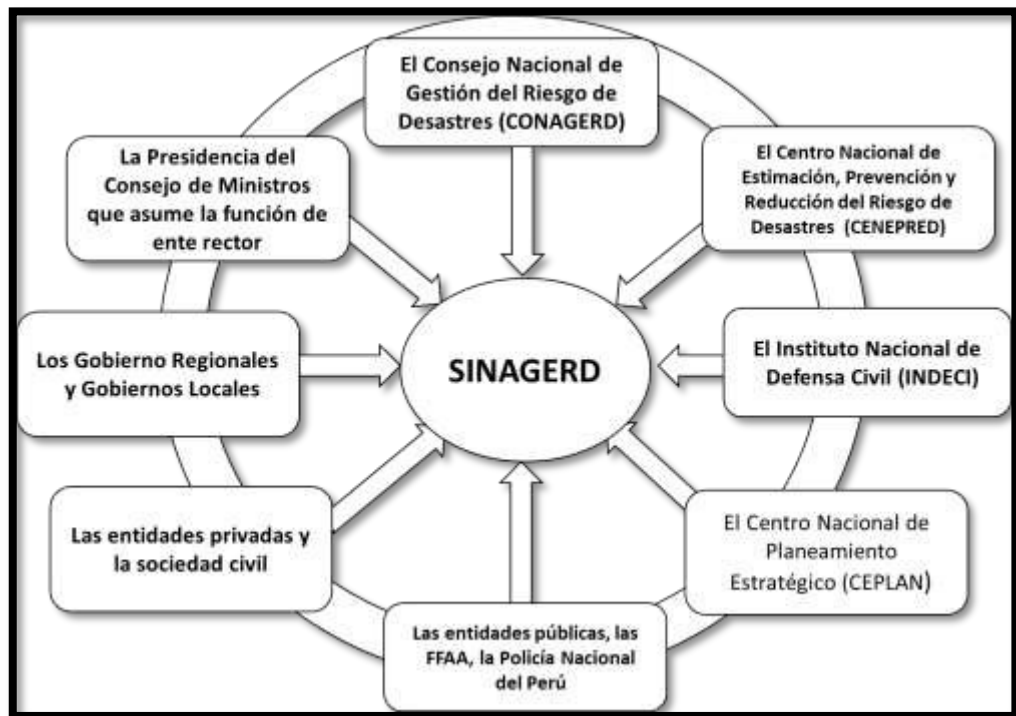 El Consejo Nacional de
Gestión del Riesgo de
Desastres (CONAGERD)
La Presidencia del
Consejo de Ministros
que asume la función de
ente rector
El Centro Nacional de
Estimación, Prevención y
Reducción del Riesgo de
Desastres (CENEPRED)
Los Gobierno Regionales
y Gobiernos Locales
SINAGERD
El Instituto Nacional de
Defensa Civil (INDECI)
Las entidades privadas y
la sociedad civil
El Centro Nacional de
Planeamiento
Estratégico (CEPLAN)
Las entidades públicas, las
FFAA, la Policía Nacional
del Perú